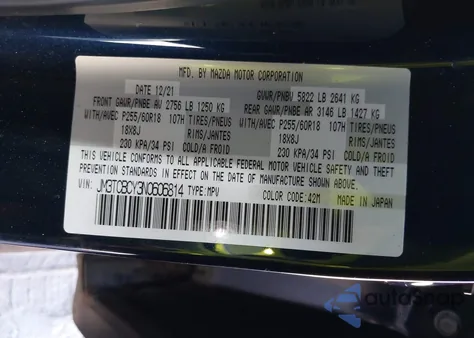 MFD. BY MAZDA MOTOR CORPORATION
DATE 12/21 GVWR/PNBV 5822 LB 2641 KG
FRONT GAWR/PNBE AV 2756 LB 1250 KG REAR GAWR/PNBE AR 3146 LB 1427 KG
WITH/AVEC P255/60R18 107H TIRES/PNEUS WITH/AVEC P255/60R18 107H TIRES/PNEUS
18X8J RIMS/JANTES 18X8J RIMS/JANTES
230 KPA/34 PSI COLD/A FROID 230 KPA/34 PSI COLD/A FROID
THIS VEHICLE CONFORMS TO ALL APPLICABLE FEDERAL MOTOR VEHICLE SAFETY AND THEFT
PREVENTION STANDARDS IN EFFECT ON THE DATE OF MANUFACTURE SHOWN ABOVE.
VIN: JM3TCBCY3N0606814 TYPE:MPV COLOR CODE:42M MADE IN JAPAN
autoSnap